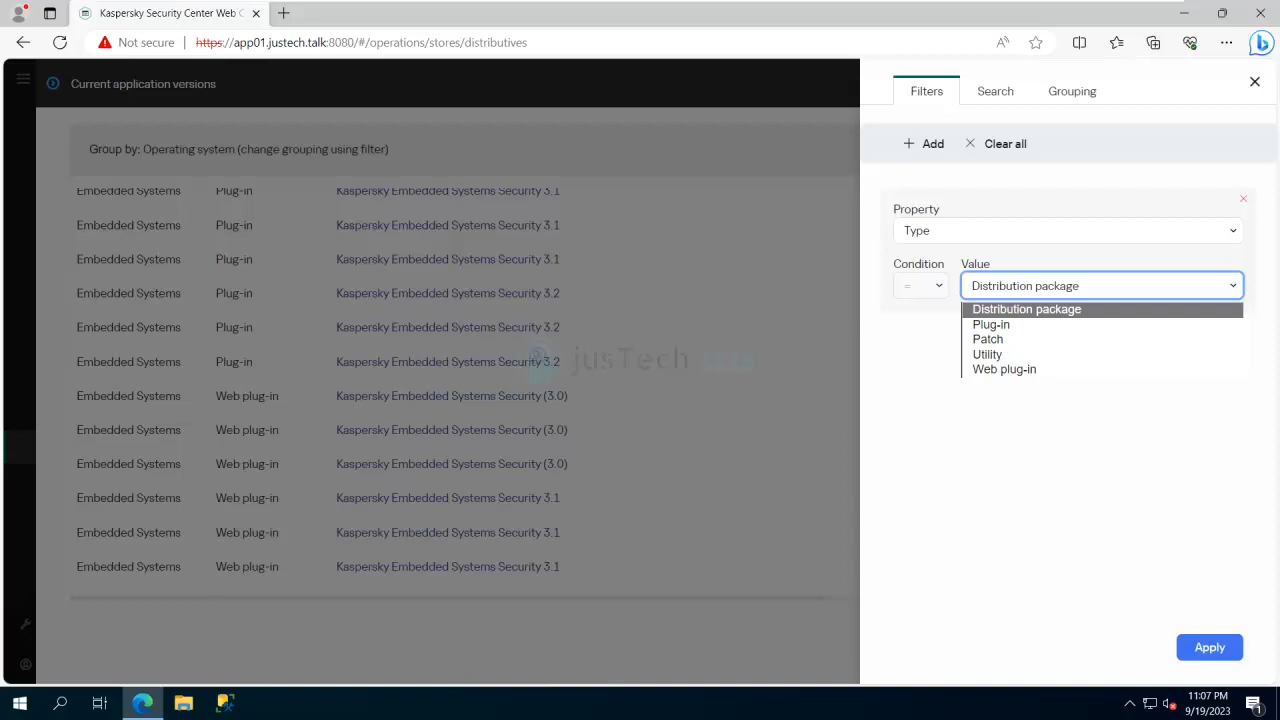 Kaspersky Security Center Web C
Not secure
https://app01.justech.talk:8080/#/operations/stores/distributives
Current application versions
Filters
Search
Grouping
Group by: Operating system (change grouping using filter)
Add
Clear all
Embedded Systems Plug-in Kaspersky Embedded Systems Security 3.1
Embedded Systems Plug-in Kaspersky Embedded Systems Security 3.1
Embedded Systems Plug-in Kaspersky Embedded Systems Security 3.1
Embedded Systems Plug-in Kaspersky Embedded Systems Security 3.2
Embedded Systems Plug-in Kaspersky Embedded Systems Security 3.2
Embedded Systems Plug-in Kaspersky Embedded Systems Security 3.2
Embedded Systems Web plug-in Kaspersky Embedded Systems Security (3.0)
Embedded Systems Web plug-in Kaspersky Embedded Systems Security (3.0)
Embedded Systems Web plug-in Kaspersky Embedded Systems Security (3.0)
Embedded Systems Web plug-in Kaspersky Embedded Systems Security 3.1
Embedded Systems Web plug-in Kaspersky Embedded Systems Security 3.1
Embedded Systems Web plug-in Kaspersky Embedded Systems Security 3.1
jusTech
Property
Type
Condition Value
= Distribution package
Distribution package
Plug-in
Patch
Utility
Web plug-in
Apply
11:07 PM
9/19/2023
1